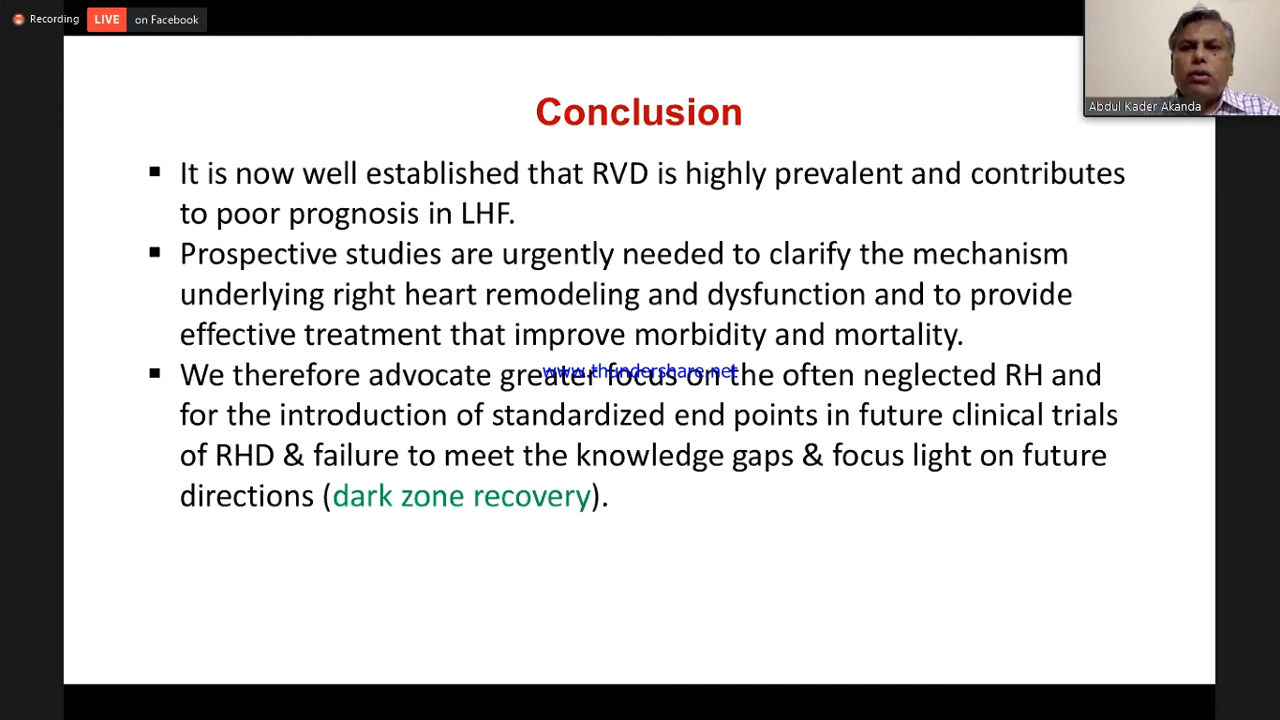 Recording LIVE on Facebook
Abdul Kader Akanda
Conclusion
▪ It is now well established that RVD is highly prevalent and contributes
to poor prognosis in LHF.
▪ Prospective studies are urgently needed to clarify the mechanism
underlying right heart remodeling and dysfunction and to provide
effective treatment that improve morbidity and mortality.
▪ We therefore advocate greater focus on the often neglected RH and
www.thundershare.net
for the introduction of standardized end points in future clinical trials
of RHD & failure to meet the knowledge gaps & focus light on future
directions (dark zone recovery).